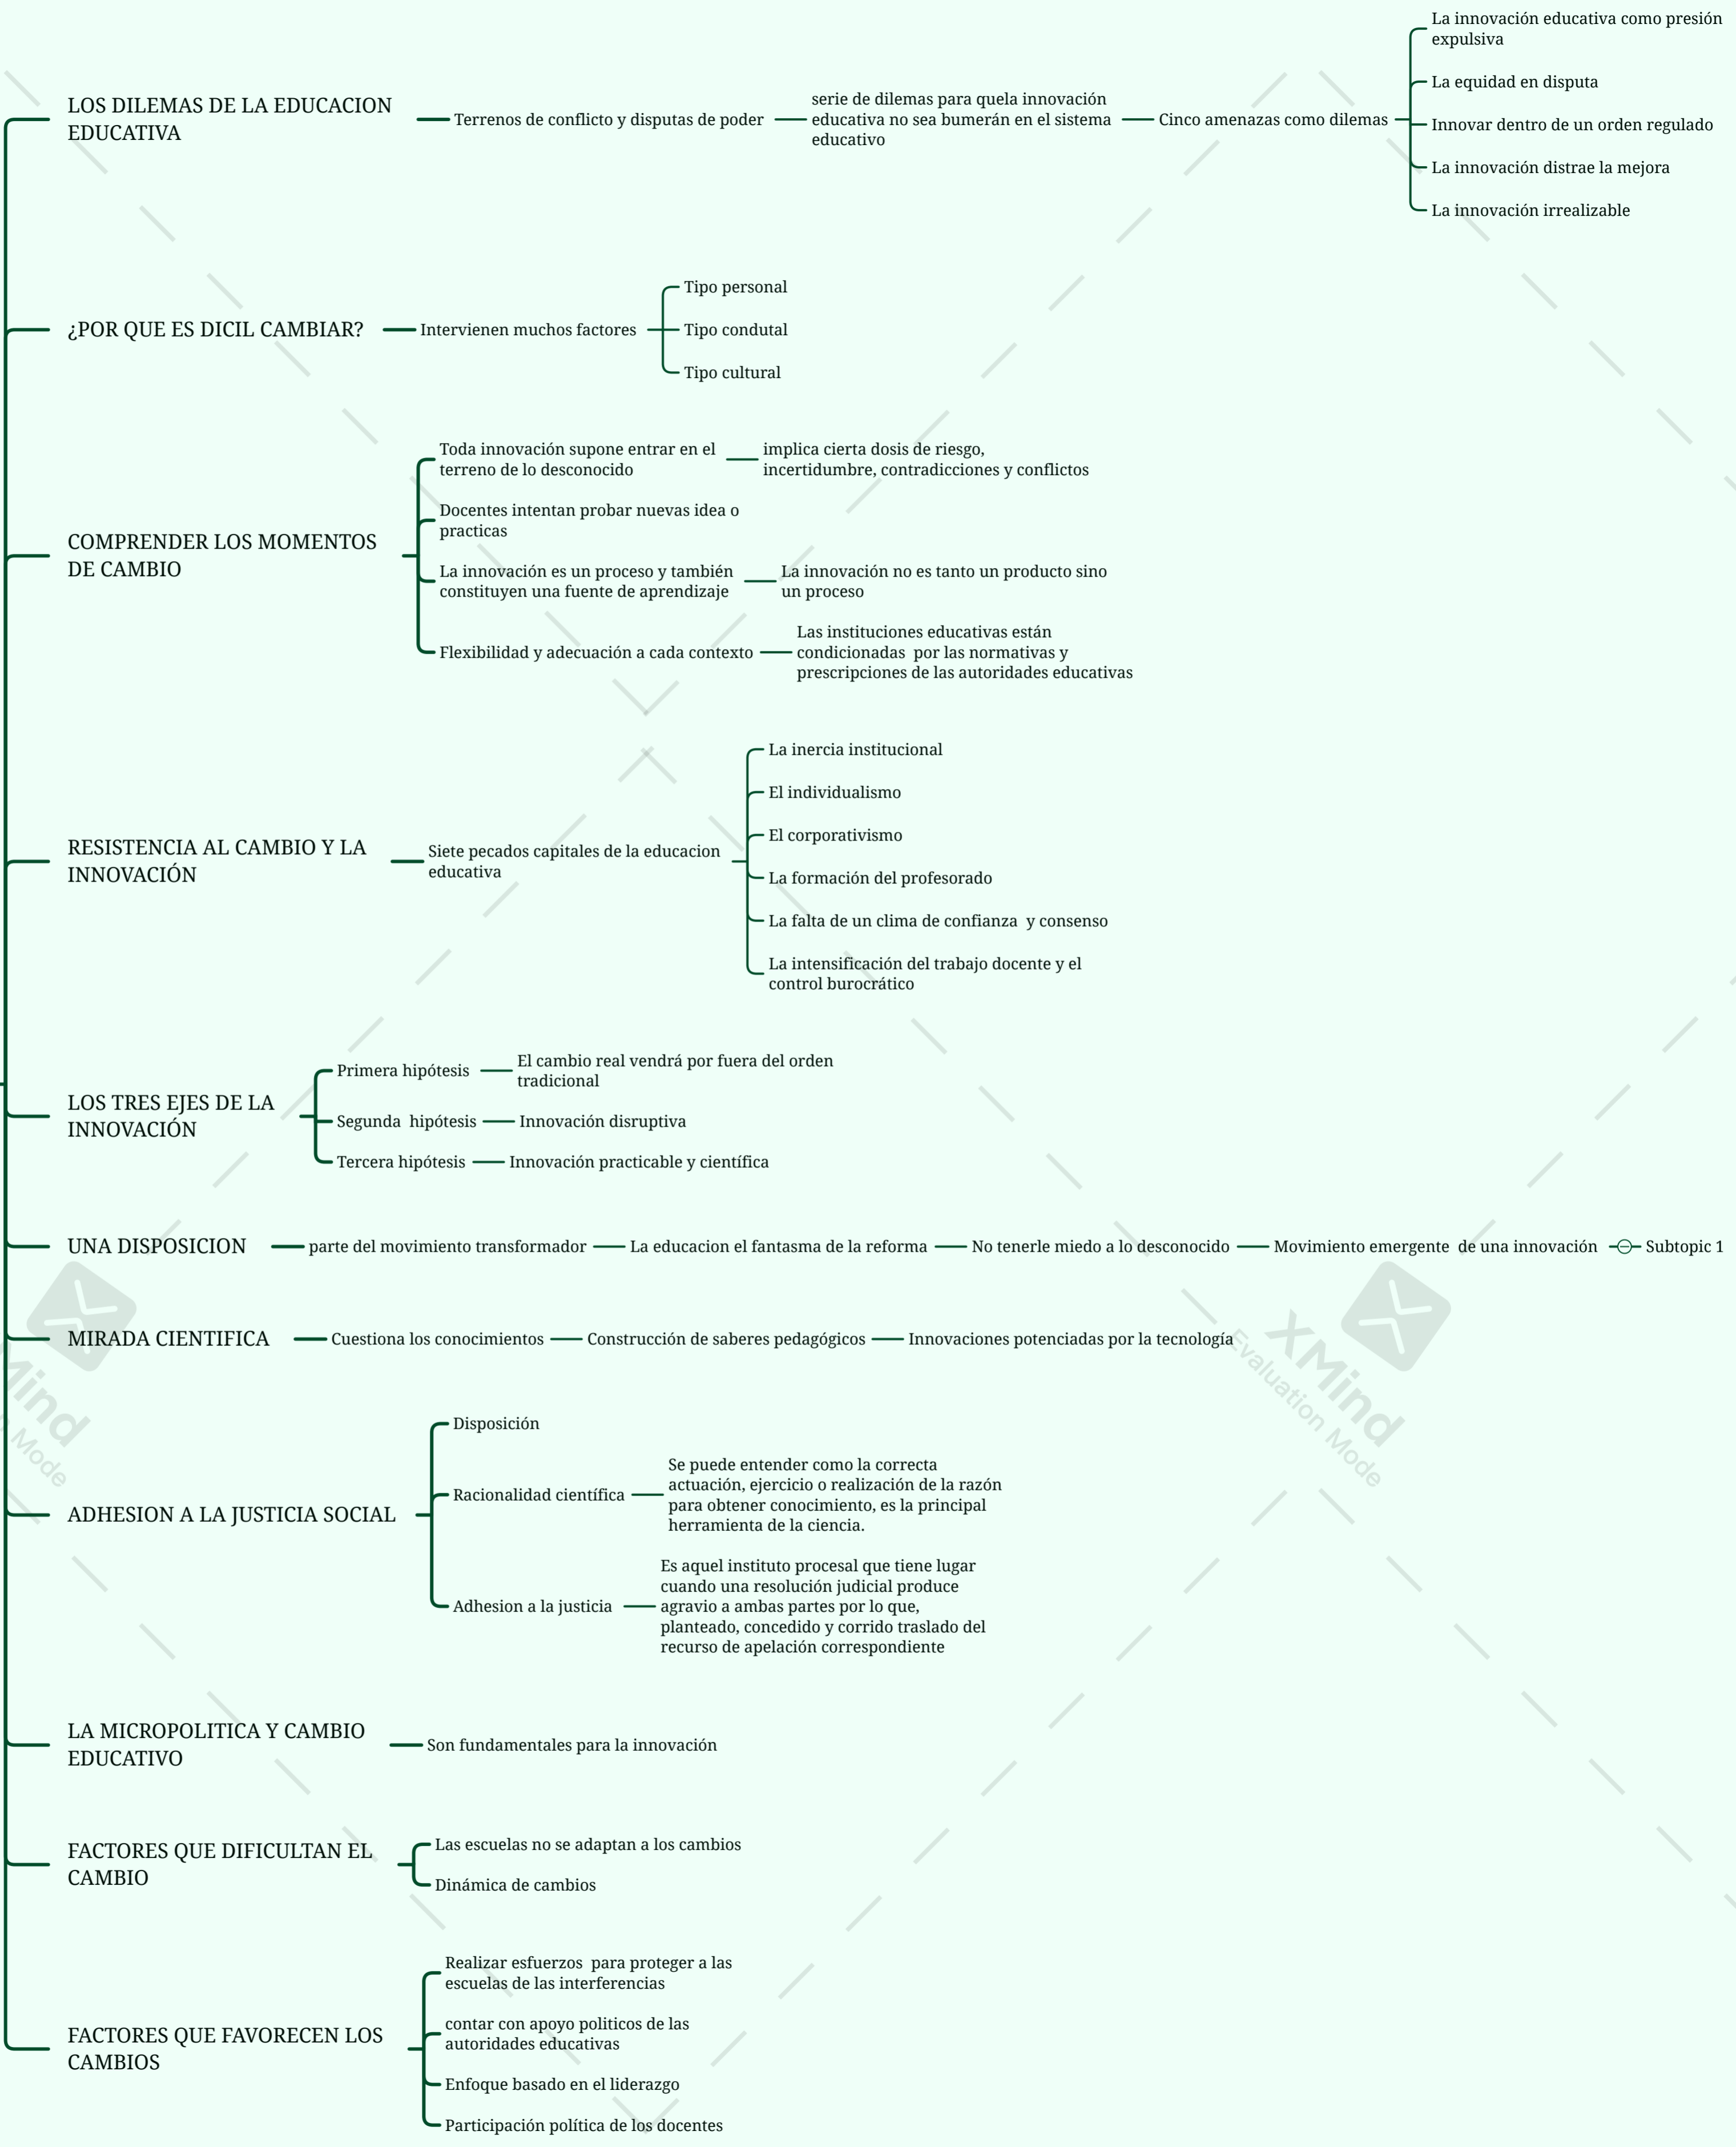 LOS DILEMAS DE LA EDUCACION
EDUCATIVA
Terrenos de conflicto y disputas de poder
serie de dilemas para quela innovación
educativa no sea bumerán en el sistema
educativo
Cinco amenazas como dilemas
La innovación educativa como presión
expulsiva
La equidad en disputa
Innovar dentro de un orden regulado
La innovación distrae la mejora
La innovación irrealizable
¿POR QUE ES DICIL CAMBIAR?
Intervienen muchos factores
Tipo personal
Tipo condutal
Tipo cultural
COMPRENDER LOS MOMENTOS
DE CAMBIO
Toda innovación supone entrar en el
terreno de lo desconocido
implica cierta dosis de riesgo,
incertidumbre, contradicciones y conflictos
Docentes intentan probar nuevas idea o
practicas
La innovación es un proceso y también
constituyen una fuente de aprendizaje
La innovación no es tanto un producto sino
un proceso
Flexibilidad y adecuación a cada contexto
Las instituciones educativas están
condicionadas  por las normativas y
prescripciones de las autoridades educativas
RESISTENCIA AL CAMBIO Y LA
INNOVACIÓN
Siete pecados capitales de la educacion
educativa
La inercia institucional
El individualismo
El corporativismo
La formación del profesorado
La falta de un clima de confianza  y consenso
La intensificación del trabajo docente y el
control burocrático
LOS TRES EJES DE LA
INNOVACIÓN
Primera hipótesis
El cambio real vendrá por fuera del orden
tradicional
Segunda  hipótesis
Innovación disruptiva
Tercera hipótesis
Innovación practicable y científica
UNA DISPOSICION
parte del movimiento transformador
La educacion el fantasma de la reforma
No tenerle miedo a lo desconocido
Movimiento emergente  de una innovación
Subtopic 1
MIRADA CIENTIFICA
Cuestiona los conocimientos
Construcción de saberes pedagógicos
Innovaciones potenciadas por la tecnología
XMind
Evaluation Mode
Mind
Mode
ADHESION A LA JUSTICIA SOCIAL
Disposición
Racionalidad científica
Se puede entender como la correcta
actuación, ejercicio o realización de la razón
para obtener conocimiento, es la principal
herramienta de la ciencia.
Adhesion a la justicia
Es aquel instituto procesal que tiene lugar
cuando una resolución judicial produce
agravio a ambas partes por lo que,
planteado, concedido y corrido traslado del
recurso de apelación correspondiente
LA MICROPOLITICA Y CAMBIO
EDUCATIVO
Son fundamentales para la innovación
FACTORES QUE DIFICULTAN EL
CAMBIO
Las escuelas no se adaptan a los cambios
Dinámica de cambios
FACTORES QUE FAVORECEN LOS
CAMBIOS
Realizar esfuerzos  para proteger a las
escuelas de las interferencias
contar con apoyo politicos de las
autoridades educativas
Enfoque basado en el liderazgo
Participación política de los docentes